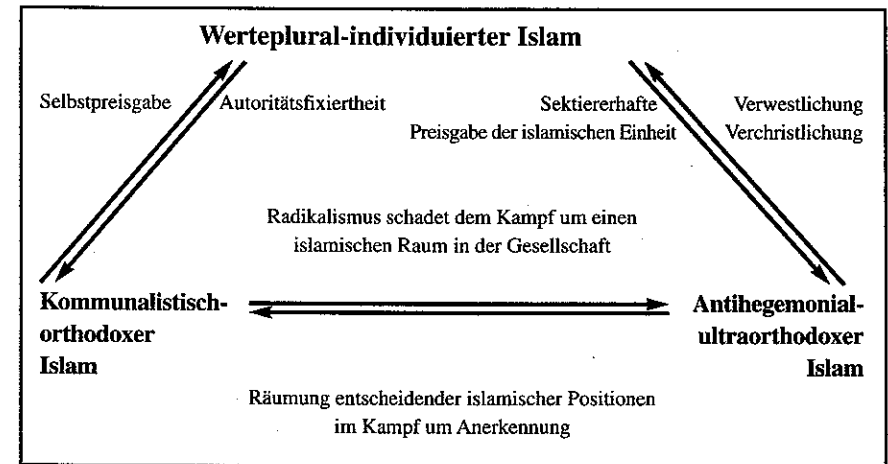 Werteplural-individuierter Islam
Selbstpreisgabe
Autoritätsfixiertheit
Sektiererhafte
Preisgabe der islamischen Einheit
Verwestlichung
Verchristlichung
Radikalismus schadet dem Kampf um einen
islamischen Raum in der Gesellschaft
Kommunalistisch-
orthodoxer
Islam
Antihegemonial-
ultraorthodoxer
Islam
Räumung entscheidender islamischer Positionen
im Kampf um Anerkennung